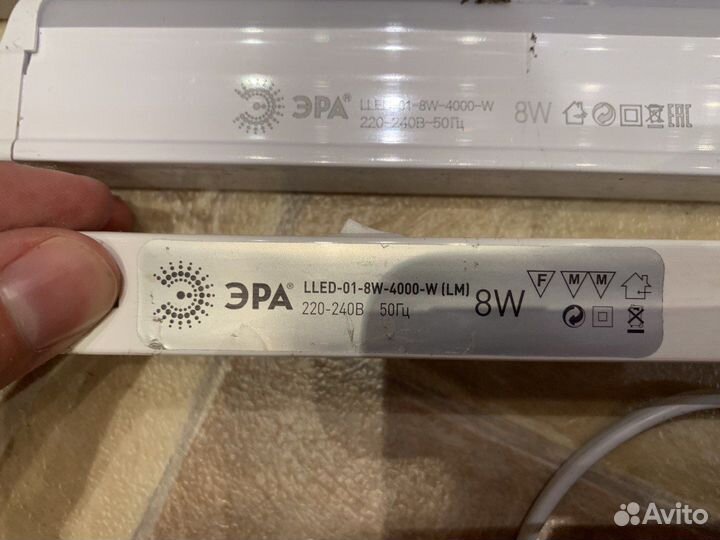 ЭРА® LLED-01-8W-4000-W 8W EAC
220-240В-50Гц
ЭРА® LLED-01-8W-4000-W (LM) 8W F M M
220-240В 50Гц
Avito